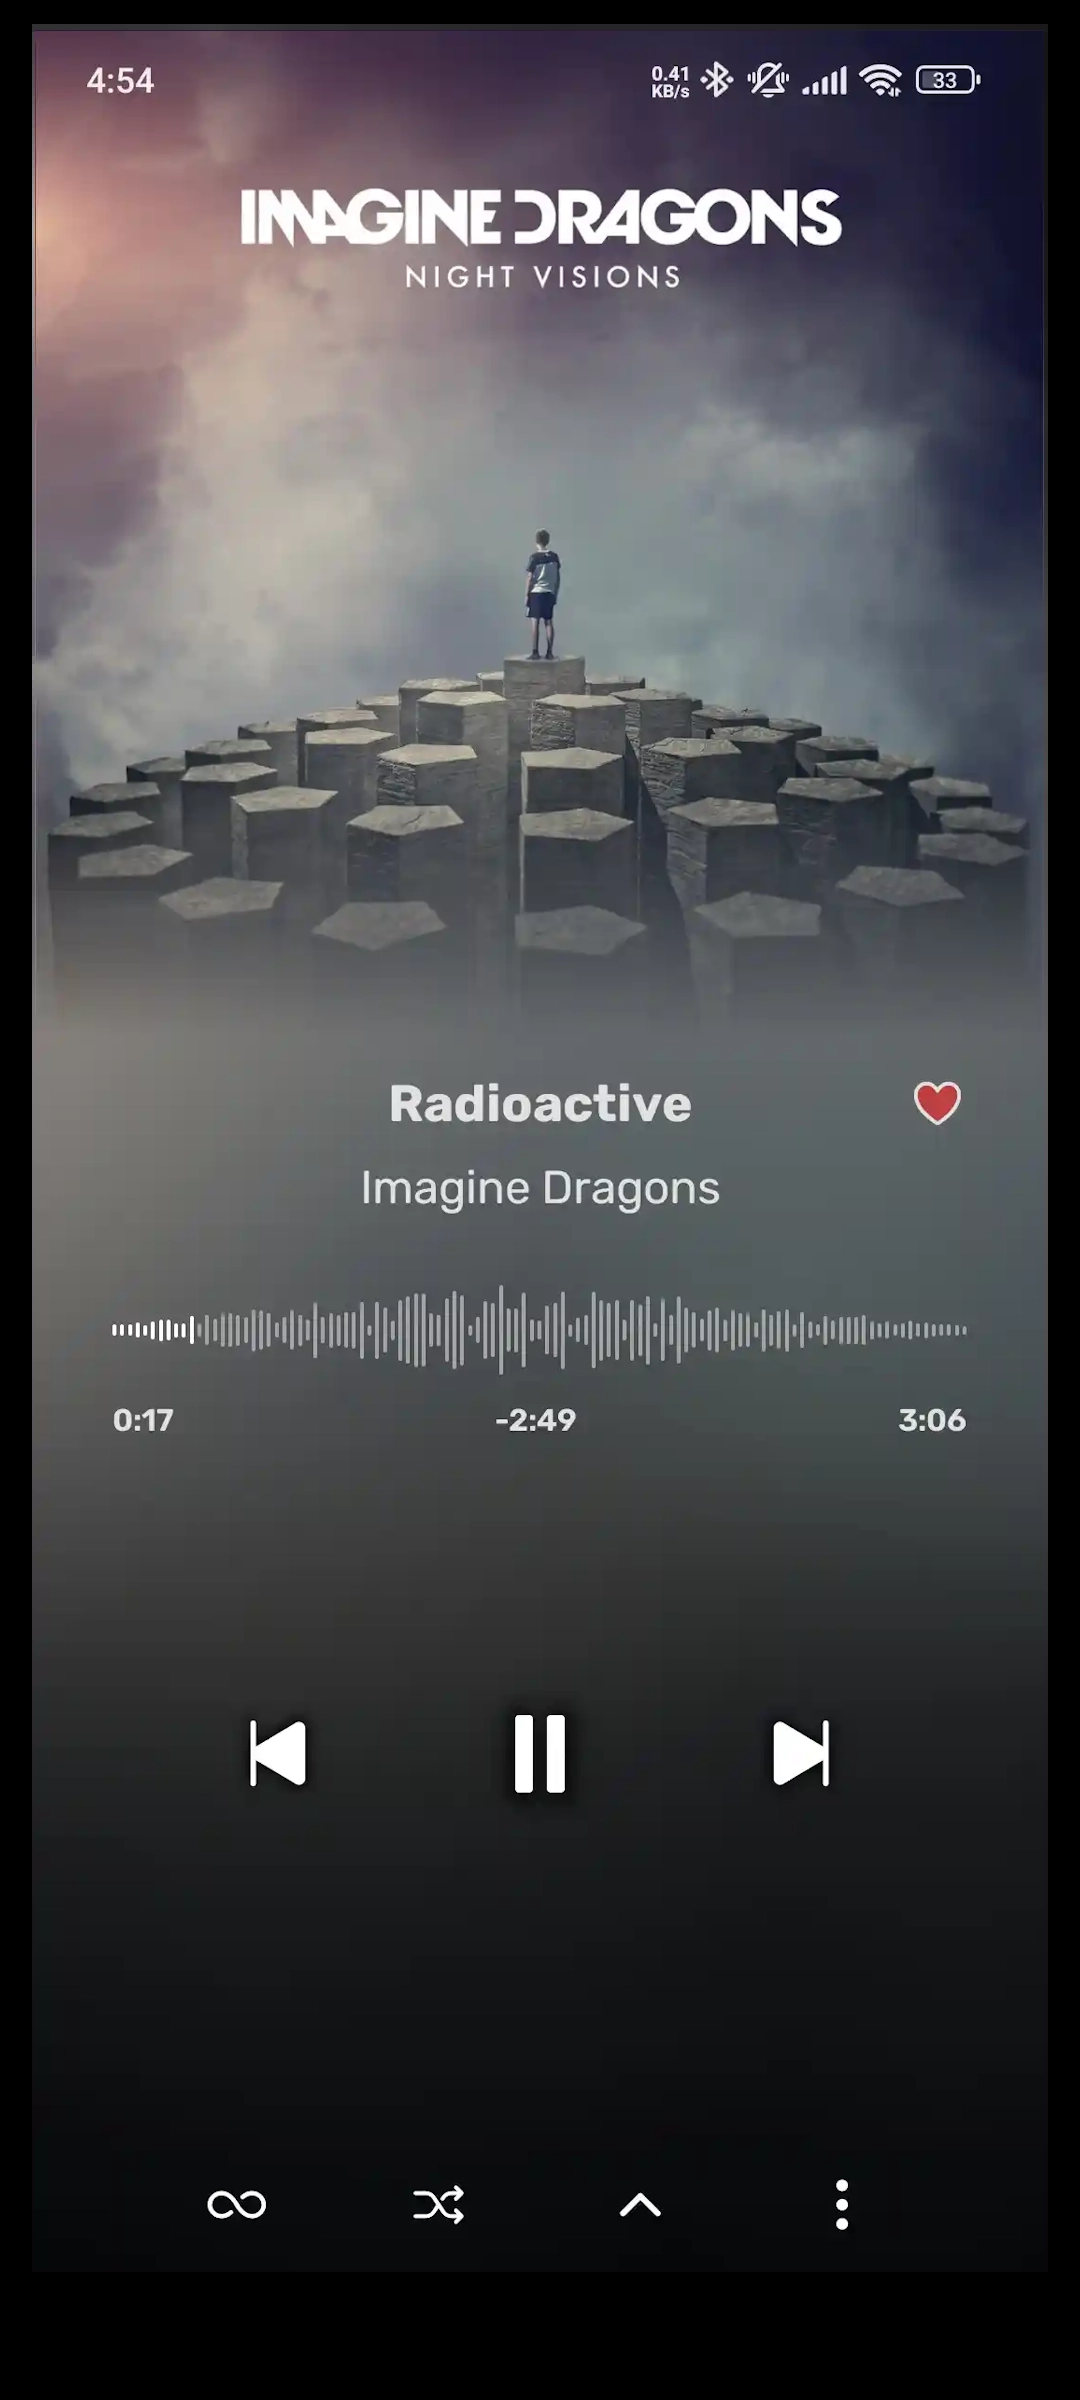 4:54
0.41
KB/s
33
IMAGINE DRAGONS
NIGHT VISIONS
Radioactive
Imagine Dragons
0:17 -2:49 3:06